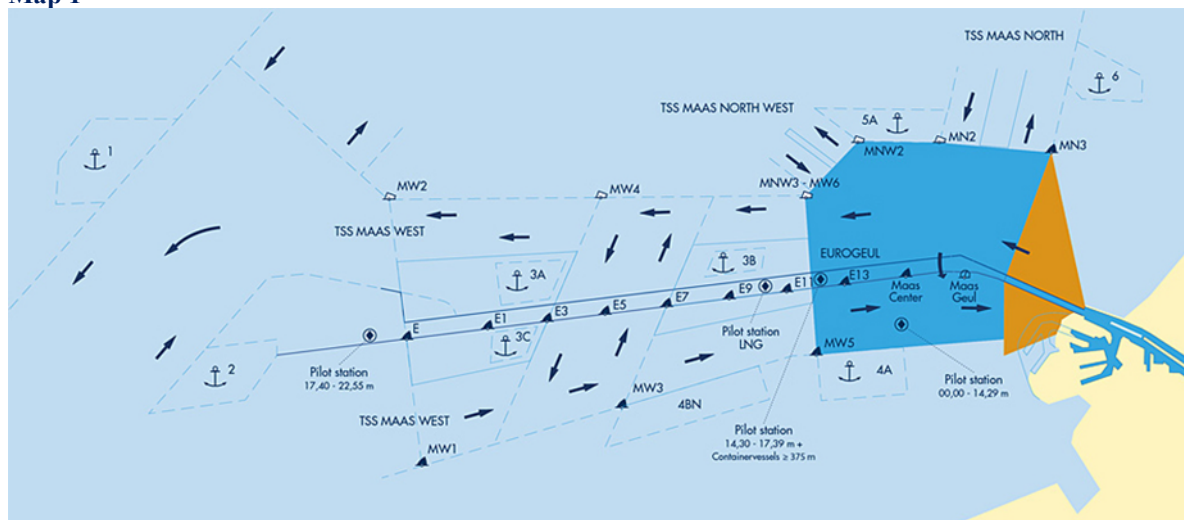 Map 1
TSS MAAS NORTH
6
TSS MAAS NORTH WEST
5A
MN2
MNW2
MN3
1
MW2
MW4
MNW3 - MW6
TSS MAAS WEST
3A
3B
EUROGEUL
E
E1
E3
E5
E7
E9
E11
E13
Maas
Center
Maas
Geul
3C
2
Pilot station
17,40 - 22,55 m
Pilot station
LNG
MW5
4A
Pilot station
00,00 - 14,29 m
MW3
4BN
TSS MAAS WEST
MW1
Pilot station
14,30 - 17,39 m +
Containervessels ≥ 375 m